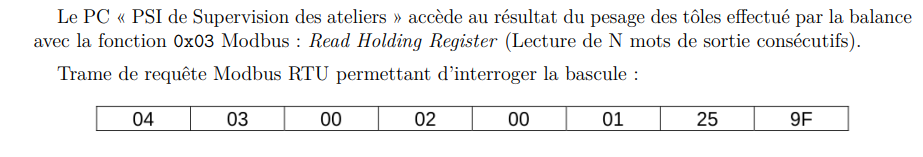 Le PC « PSI de Supervision des ateliers » accède au résultat du pesage des tôles effectué par la balance
avec la fonction 0x03 Modbus : Read Holding Register (Lecture de N mots de sortie consécutifs).
Trame de requête Modbus RTU permettant d'interroger la bascule :
04 03 00 02 00 01 25 9F